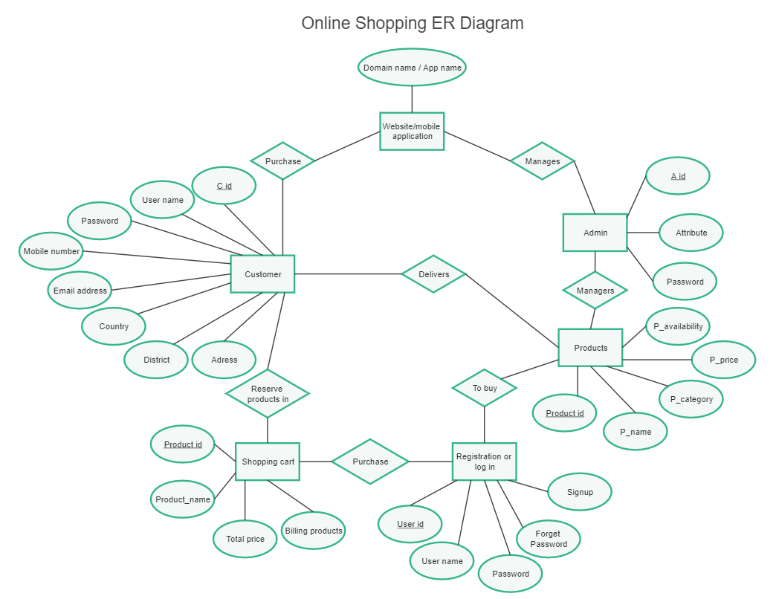 Online Shopping ER Diagram
Domain name / App name
Website/mobile
application
Purchase
Manages
C id
A id
User name
Password
Mobile number
Attribute
Admin
Customer
Delivers
Password
Email address
Managers
Country
P_availability
District
Adress
Products
P_price
Reserve
products in
To buy
P_category
Product id
P_name
Product id
Shopping cart
Purchase
Registration or
log in
Product_name
Signup
User id
Total price
Billing products
Forget
Password
User name
Password